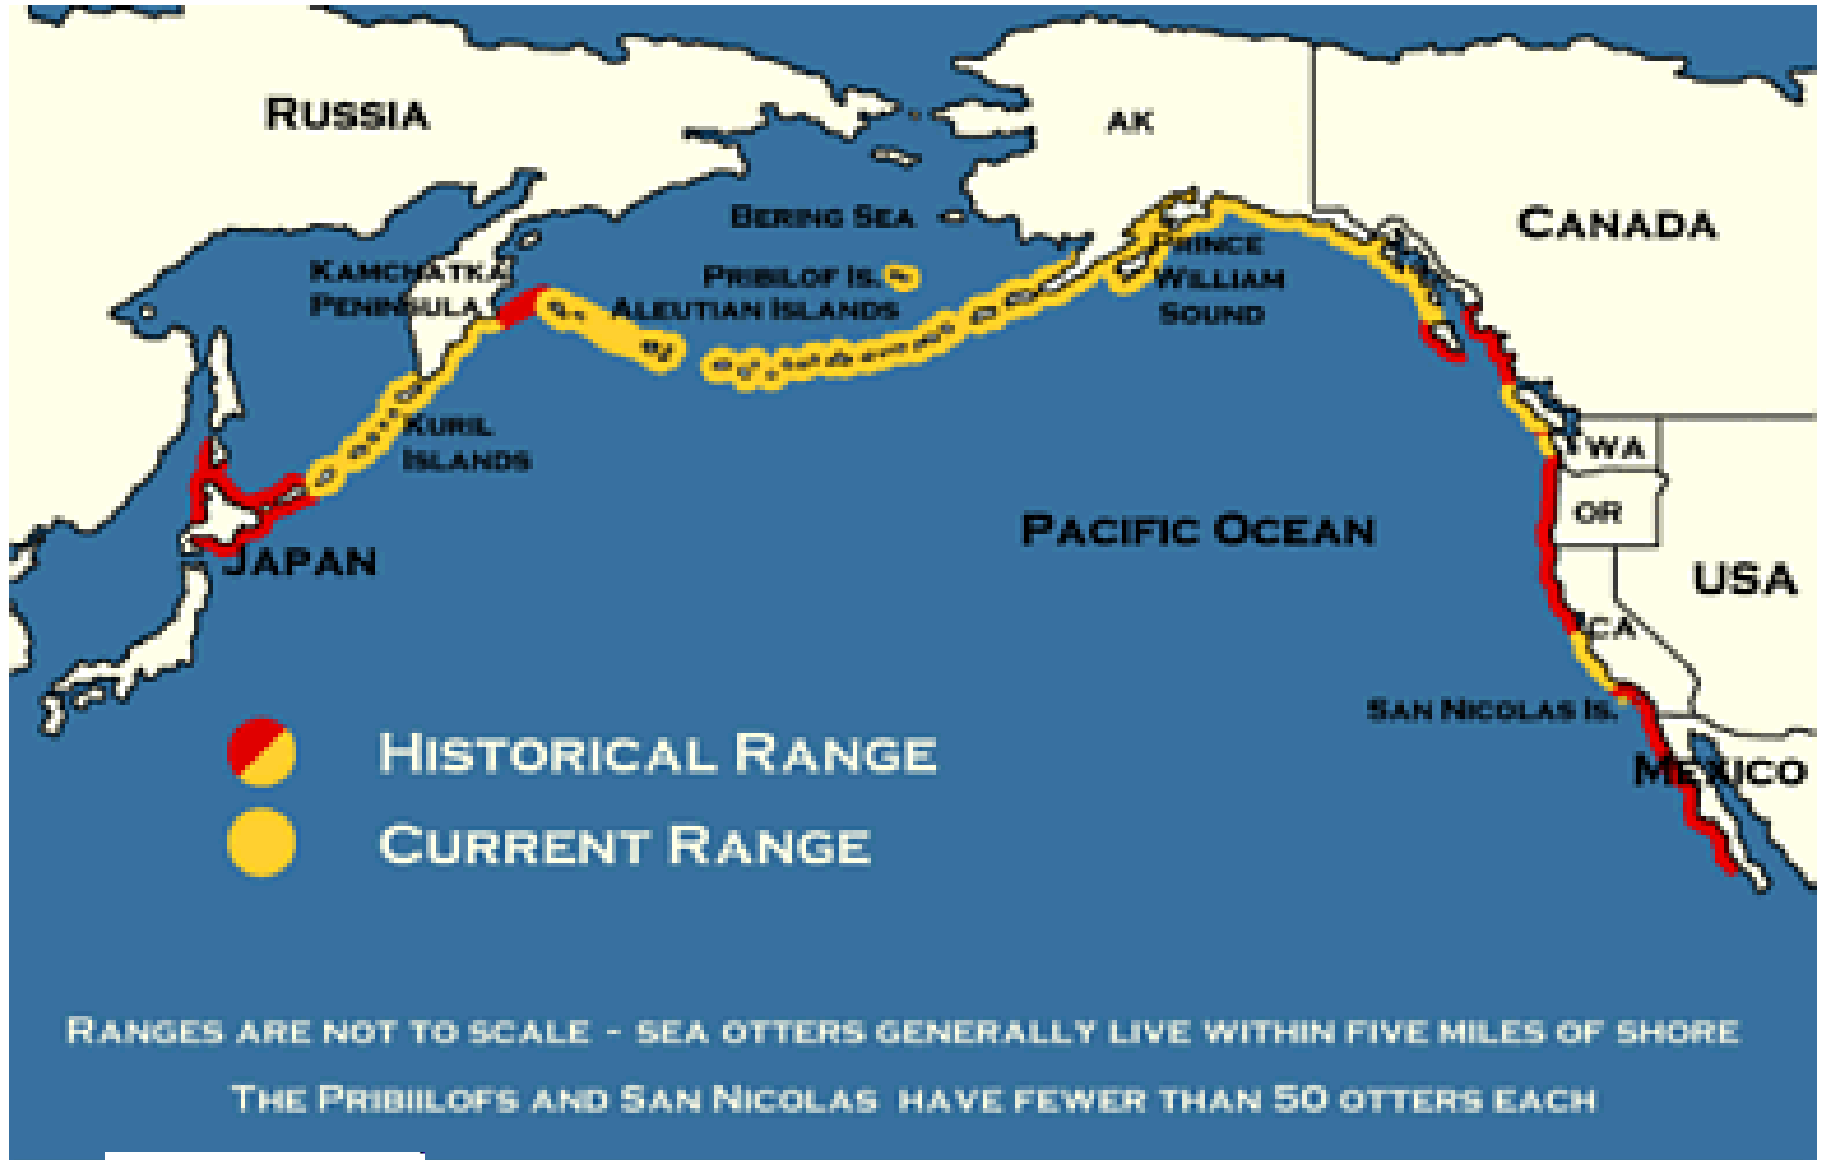 RUSSIA
AK
CANADA
BERING SEA
KAMCHATKA
PENINSULA
PRIBILOF IS.
ALEUTIAN ISLANDS
PRINCE
WILLIAM
SOUND
KURIL
ISLANDS
WA
OR
PACIFIC OCEAN
JAPAN
USA
CA
SAN NICOLAS IS.
MEXICO
HISTORICAL RANGE
CURRENT RANGE
RANGES ARE NOT TO SCALE - SEA OTTERS GENERALLY LIVE WITHIN FIVE MILES OF SHORE
THE PRIBIILOFS AND SAN NICOLAS HAVE FEWER THAN 50 OTTERS EACH